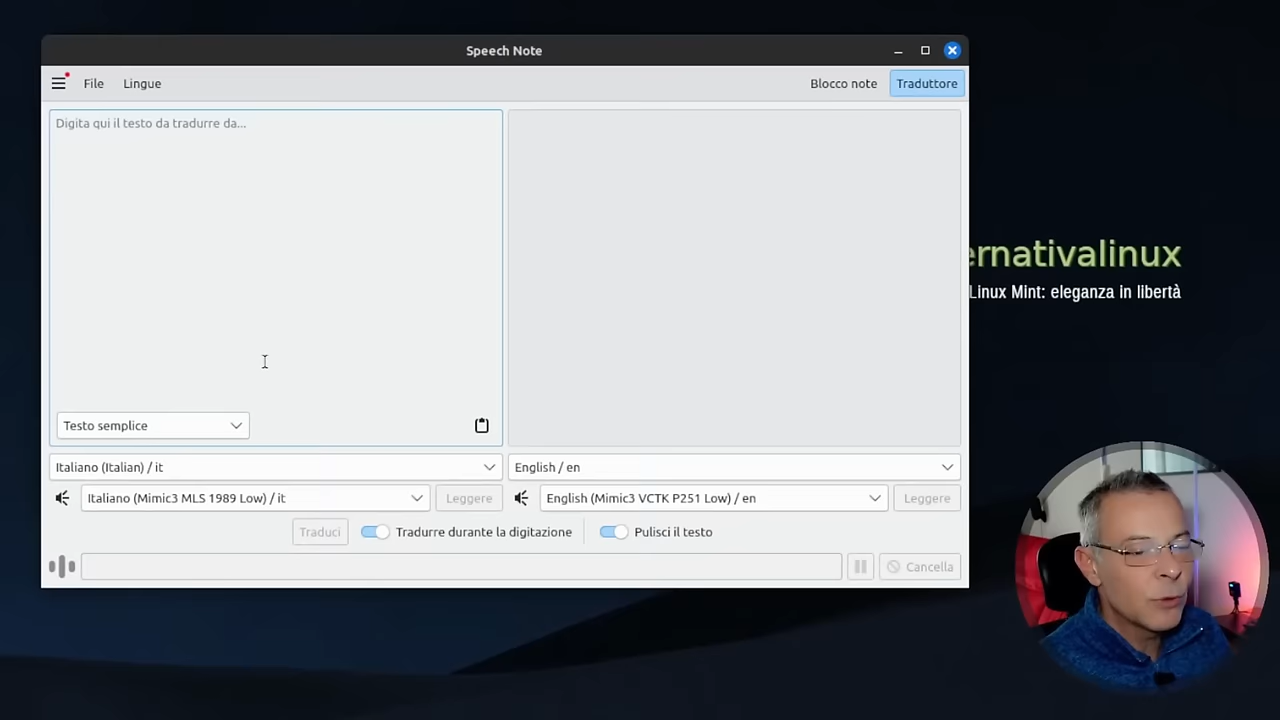 Speech Note
File Lingue Blocco note Traduttore
Digita qui il testo da tradurre da...
ernativalinux
Linux Mint: eleganza in libertà
Testo semplice
Italiano (Italian) / it English / en
Italiano (Mimic3 MLS 1989 Low) / it Leggere English (Mimic3 VCTK P251 Low) / en Leggere
Traduci Tradurre durante la digitazione Pulisci il testo
Cancella